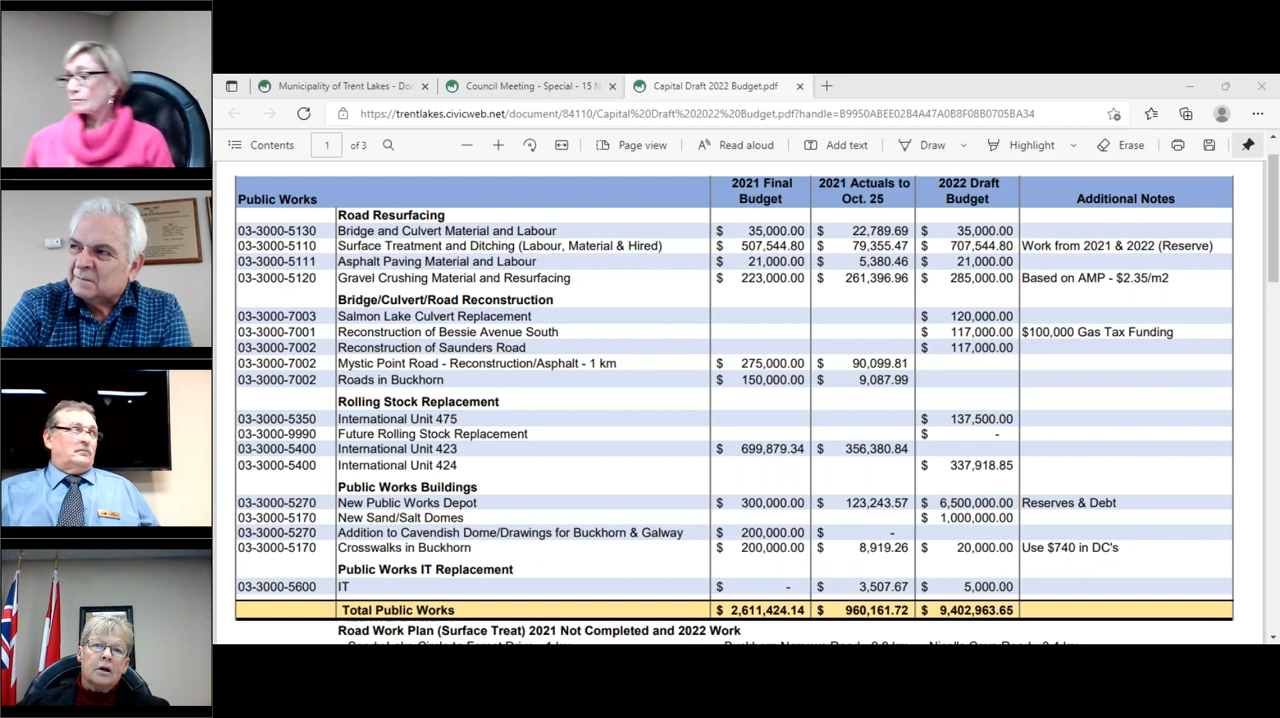 Municipality of Trent Lakes - Do
Council Meeting - Special - 15 N
Capital Draft 2022 Budget.pdf
https://trentlakes.civicweb.net/document/84110/Capital%20Draft%202022%20Budget.pdf?handle=B9950ABEE02B4A47A0B8F08B0705BA34
Contents 1 of 3 Page view Read aloud Add text Draw Highlight Erase
Public Works 2021 Final Budget 2021 Actuals to Oct. 25 2022 Draft Budget Additional Notes
Road Resurfacing
03-3000-5130 Bridge and Culvert Material and Labour $ 35,000.00 $ 22,789.69 $ 35,000.00
03-3000-5110 Surface Treatment and Ditching (Labour, Material & Hired) $ 507,544.80 $ 79,355.47 $ 707,544.80 Work from 2021 & 2022 (Reserve)
03-3000-5111 Asphalt Paving Material and Labour $ 21,000.00 $ 5,380.46 $ 21,000.00
03-3000-5120 Gravel Crushing Material and Resurfacing $ 223,000.00 $ 261,396.96 $ 285,000.00 Based on AMP - $2.35/m2
Bridge/Culvert/Road Reconstruction
03-3000-7003 Salmon Lake Culvert Replacement $ 120,000.00
03-3000-7001 Reconstruction of Bessie Avenue South $ 117,000.00 $100,000 Gas Tax Funding
03-3000-7002 Reconstruction of Saunders Road $ 117,000.00
03-3000-7002 Mystic Point Road - Reconstruction/Asphalt - 1 km $ 275,000.00 $ 90,099.81
03-3000-7002 Roads in Buckhorn $ 150,000.00 $ 9,087.99
Rolling Stock Replacement
03-3000-5350 International Unit 475 $ 137,500.00
03-3000-9990 Future Rolling Stock Replacement $ -
03-3000-5400 International Unit 423 $ 699,879.34 $ 356,380.84
03-3000-5400 International Unit 424 $ 337,918.85
Public Works Buildings
03-3000-5270 New Public Works Depot $ 300,000.00 $ 123,243.57 $ 6,500,000.00 Reserves & Debt
03-3000-5170 New Sand/Salt Domes $ 1,000,000.00
03-3000-5270 Addition to Cavendish Dome/Drawings for Buckhorn & Galway $ 200,000.00 $ -
03-3000-5170 Crosswalks in Buckhorn $ 200,000.00 $ 8,919.26 $ 20,000.00 Use $740 in DC's
Public Works IT Replacement
03-3000-5600 IT $ - $ 3,507.67 $ 5,000.00
Total Public Works $ 2,611,424.14 $ 960,161.72 $ 9,402,963.65
Road Work Plan (Surface Treat) 2021 Not Completed and 2022 Work